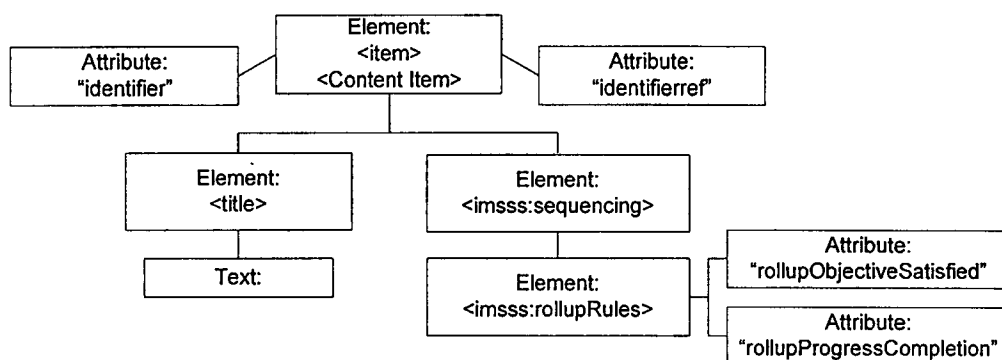 Element:
<item>
<Content Item>
Attribute:
"identifier"
Attribute:
"identifierref"
Element:
<title>
Element:
<imsss:sequencing>
Text:
Element:
<imsss:rollupRules>
Attribute:
"rollupObjectiveSatisfied"
Attribute:
"rollupProgressCompletion"